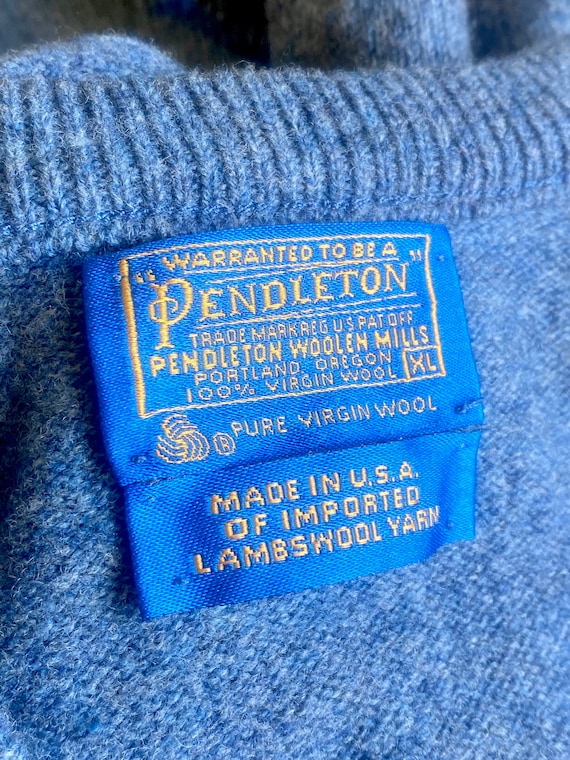 WARRANTED TO BE A
"PENDLETON"
TRADE MARK REG U.S. PAT OFF
PENDLETON WOOLEN MILLS
PORTLAND, OREGON
100% VIRGIN WOOL XL
® PURE VIRGIN WOOL
MADE IN U.S.A.
OF IMPORTED
LAMBSWOOL YARN